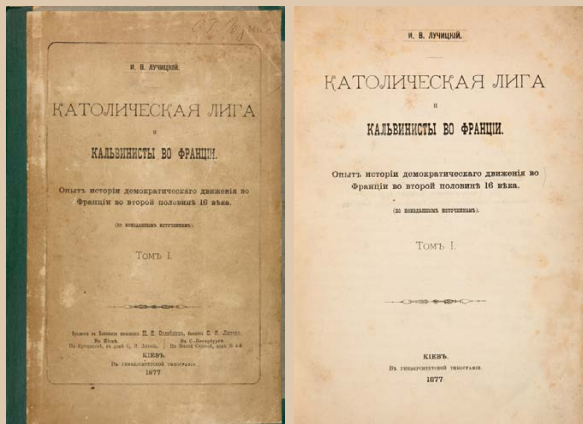 И. В. ЛУЧИЦКІЙ.
КАТОЛИЧЕСКАЯ ЛИГА
и
КАЛЬВИНИСТЫ ВО ФРАНЦІИ.
Опытъ исторіи демократическаго движенія во
Франціи во второй половинѣ 16 вѣка.
(по неизданнымъ источникамъ).
Томъ I.
КІЕВЪ.
Въ университетской типографіи.
1877
И. В. ЛУЧИЦКІЙ.
КАТОЛИЧЕСКАЯ ЛИГА
и
КАЛЬВИНИСТЫ ВО ФРАНЦІИ.
Опытъ исторіи демократическаго движенія во
Франціи во второй половинѣ 16 вѣка.
(по неизданнымъ источникамъ).
Томъ I.
КІЕВЪ.
Въ университетской типографіи.
1877